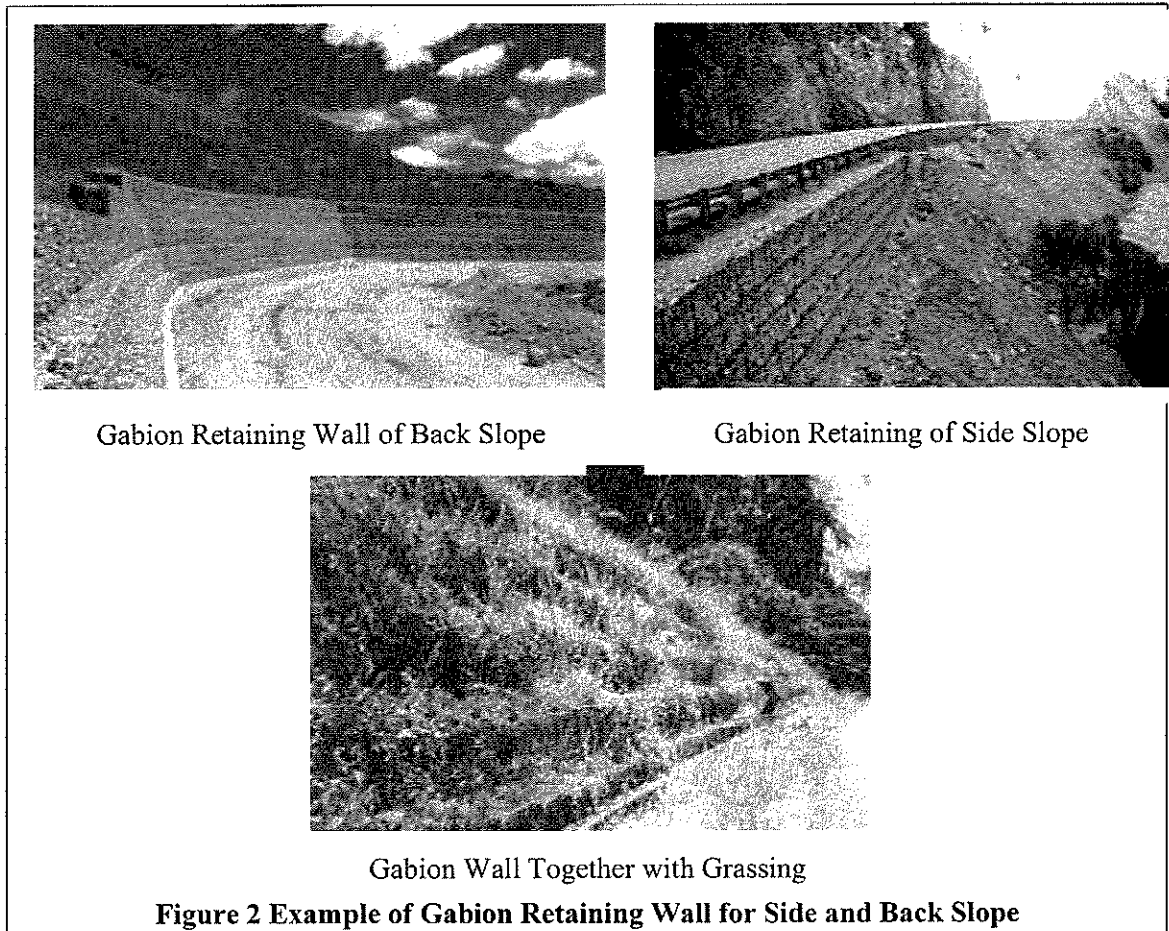 Gabion Retaining Wall of Back Slope
Gabion Retaining of Side Slope
Gabion Wall Together with Grassing
Figure 2 Example of Gabion Retaining Wall for Side and Back Slope